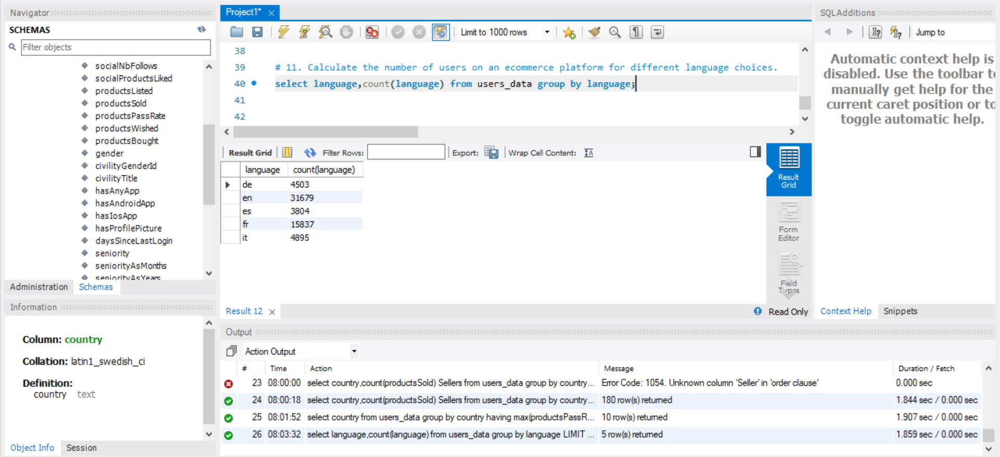 Navigator
SCHEMAS
Filter objects
socialNbFollows
socialProductsLiked
productsListed
productsSold
productsPassRate
productsWished
productsBought
gender
civilityGenderId
civilityTitle
hasAnyApp
hasAndroidApp
hasIosApp
hasProfilePicture
daysSinceLastLogin
seniority
seniorityAsMonths
seniorityAsYears
Administration Schemas
Information
Column: country
Collation: latin1_swedish_ci
Definition:
country text
Object Info Session
Project1*
Limit to 1000 rows
38
39 # 11. Calculate the number of users on an ecommerce platform for different language choices.
40 select language,count(language) from users_data group by language;
41
42
Result Grid Filter Rows: Export: Wrap Cell Content:
language count(language)
de 4503
en 31679
es 3804
fr 15837
it 4895
Result
Grid
Form
Editor
Field
Types
Result 12 Read Only
Output
Action Output
# Time Action Message Duration / Fetch
23 08:00:00 select country,count(productsSold) Sellers from users_data group by country... Error Code: 1054. Unknown column 'Seller' in 'order clause' 0.000 sec
24 08:00:18 select country,count(productsSold) Sellers from users_data group by country... 180 row(s) returned 1.844 sec / 0.000 sec
25 08:01:52 select country from users_data group by country having max(productsPassR... 10 row(s) returned 1.907 sec / 0.000 sec
26 08:03:32 select language,count(language) from users_data group by language LIMIT ... 5 row(s) returned 1.859 sec / 0.000 sec
SQLAdditions
Jump to
Automatic context help is
disabled. Use the toolbar to
manually get help for the
current caret position or to
toggle automatic help.
Context Help Snippets